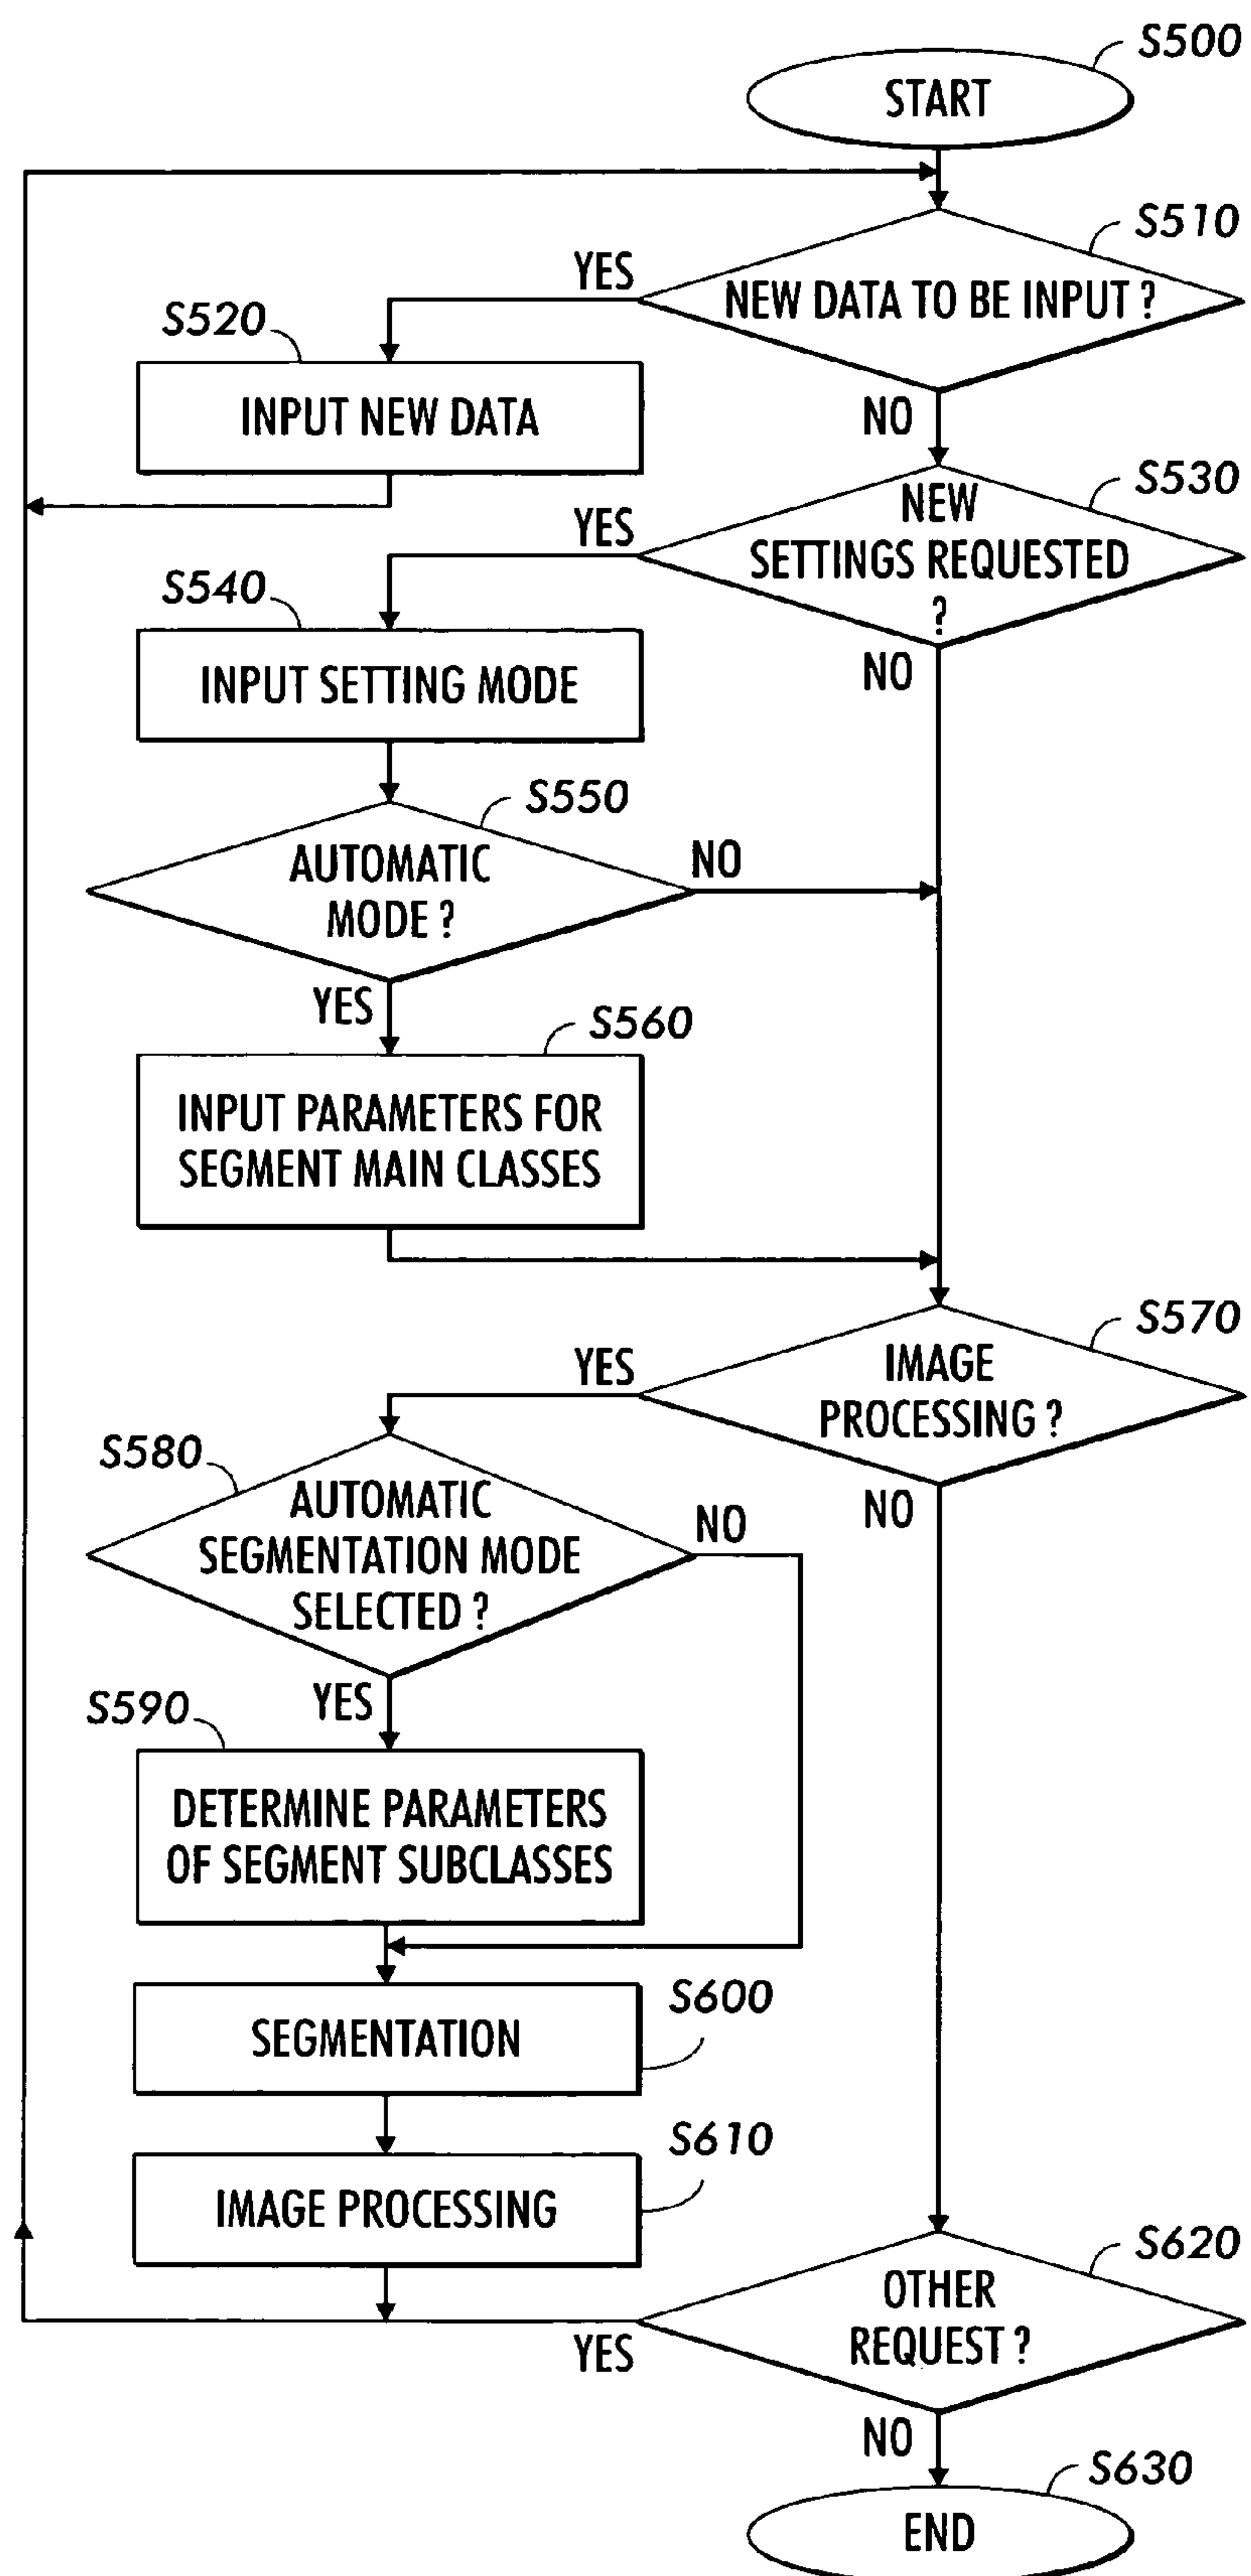 S500
START
S510
YES
NEW DATA TO BE INPUT ?
S520
INPUT NEW DATA
NO
S530
YES
NEW
SETTINGS REQUESTED
?
S540
INPUT SETTING MODE
NO
S550
AUTOMATIC
MODE ?
NO
YES
S560
INPUT PARAMETERS FOR
SEGMENT MAIN CLASSES
S570
YES
IMAGE
PROCESSING ?
S580
AUTOMATIC
SEGMENTATION MODE
SELECTED ?
NO
NO
YES
S590
DETERMINE PARAMETERS
OF SEGMENT SUBCLASSES
S600
SEGMENTATION
S610
IMAGE PROCESSING
S620
OTHER
REQUEST ?
YES
NO
S630
END